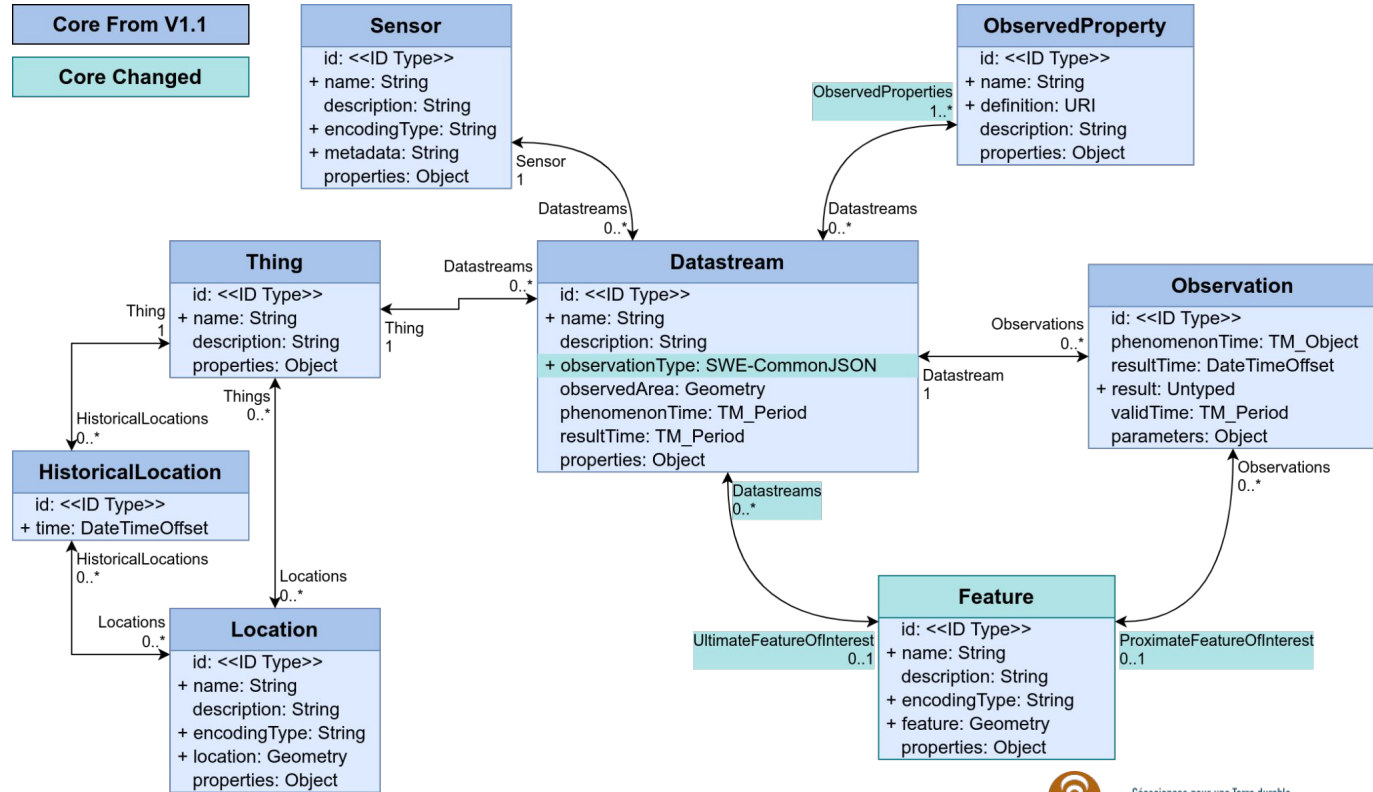 Core From V1.1
Core Changed
Sensor
id: <<ID Type>>
+ name: String
description: String
+ encodingType: String
+ metadata: String
properties: Object
ObservedProperty
id: <<ID Type>>
+ name: String
+ definition: URI
description: String
properties: Object
ObservedProperties
1..*
Sensor
1
Datastreams
0..*
Datastreams
0..*
Thing
id: <<ID Type>>
+ name: String
description: String
properties: Object
Datastreams
0..*
Thing
1
Thing
1
Datastream
id: <<ID Type>>
+ name: String
description: String
+ observationType: SWE-CommonJSON
observedArea: Geometry
phenomenonTime: TM_Period
resultTime: TM_Period
properties: Object
Observations
0..*
Datastream
1
Observation
id: <<ID Type>>
phenomenonTime: TM_Object
resultTime: DateTimeOffset
+ result: Untyped
validTime: TM_Period
parameters: Object
Things
0..*
HistoricalLocations
0..*
HistoricalLocation
id: <<ID Type>>
+ time: DateTimeOffset
HistoricalLocations
0..*
Locations
0..*
Locations
0..*
Location
id: <<ID Type>>
+ name: String
description: String
+ encodingType: String
+ location: Geometry
properties: Object
Datastreams
0..*
Observations
0..*
UltimateFeatureOfInterest
0..1
Feature
id: <<ID Type>>
+ name: String
description: String
+ encodingType: String
+ feature: Geometry
properties: Object
ProximateFeatureOfInterest
0..1
Géosciences pour une Terre durable